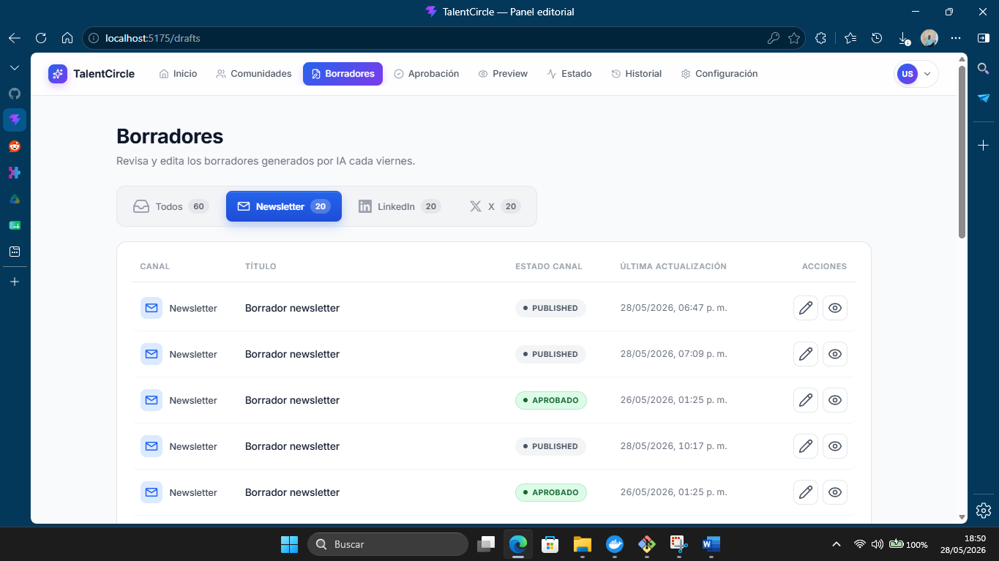 TalentCircle — Panel editorial
localhost:5175/drafts
TalentCircle Inicio Comunidades Borradores Aprobación Preview Estado Historial Configuración US
Borradores
Revisa y edita los borradores generados por IA cada viernes.
Todos 60 Newsletter 20 LinkedIn 20 X 20
CANAL TÍTULO ESTADO CANAL ÚLTIMA ACTUALIZACIÓN ACCIONES
Newsletter Borrador newsletter PUBLISHED 28/05/2026, 06:47 p. m.
Newsletter Borrador newsletter PUBLISHED 28/05/2026, 07:09 p. m.
Newsletter Borrador newsletter APROBADO 26/05/2026, 01:25 p. m.
Newsletter Borrador newsletter PUBLISHED 28/05/2026, 10:17 p. m.
Newsletter Borrador newsletter APROBADO 26/05/2026, 01:25 p. m.
Buscar
100%
18:50
28/05/2026